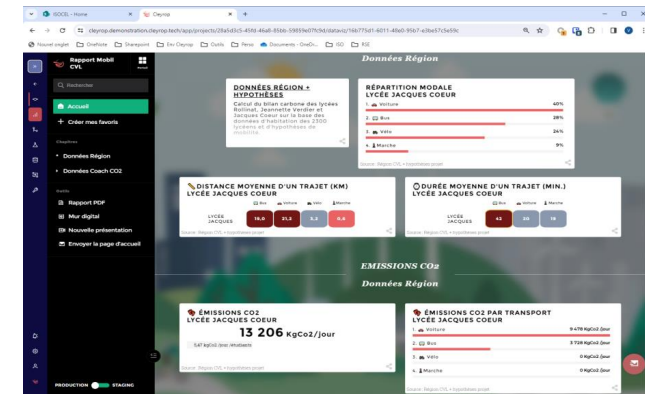 ISOCEL - Home
Cleyrop
cleyrop.demonstration.cleyrop.tech/app/projects/
Nouvel onglet OneNote Sharepoint Env Cleyrop Outils Perso Documents - OneDr... ISO RSE
Rapport Mobil
CVL
Rechercher
Accueil
Créer mes favoris
Chapitres
Données Région
Données Coach CO2
Outils
Rapport PDF
Mur digital
Nouvelle présentation
Envoyer la page d'accueil
PRODUCTION STAGING
Données Région
DONNÉES RÉGION +
HYPOTHÈSES
Calcul du bilan carbone des lycées
Rollinat, Jeannette Verdier et
Jacques Coeur sur la base des
données d'habitation des 2300
lycéens et d'hypothèses de
mobilité
RÉPARTITION MODALE
LYCÉE JACQUES COEUR
1. Voiture 40%
2. Bus 28%
3. Vélo 24%
4. Marche 9%
Source: Région CVL + hypothèses projet
DISTANCE MOYENNE D'UN TRAJET (KM)
LYCÉE JACQUES COEUR
Bus Voiture Vélo Marche
LYCÉE
JACQUES
21,2 3,2
Source: Région CVL + hypothèses projet
DURÉE MOYENNE D'UN TRAJET (MIN.)
LYCÉE JACQUES COEUR
Bus Voiture Marche
LYCÉE
JACQUES
42 20
Source: Région CVL + hypothèses projet
EMISSIONS CO2
Données Région
ÉMISSIONS CO2
LYCÉE JACQUES COEUR
13 206 KgCo2/jour
Source: Région CVL + hypothèses projet
ÉMISSIONS CO2 PAR TRANSPORT
LYCÉE JACQUES COEUR
1. Voiture 9 478 KgCo2 /jour
2. Bus 3 728 KgCo2 /jour
3. Vélo 0 KgCo2 /jour
4. Marche 0 KgCo2 /jour
Source: Région CVL + hypothèses projet